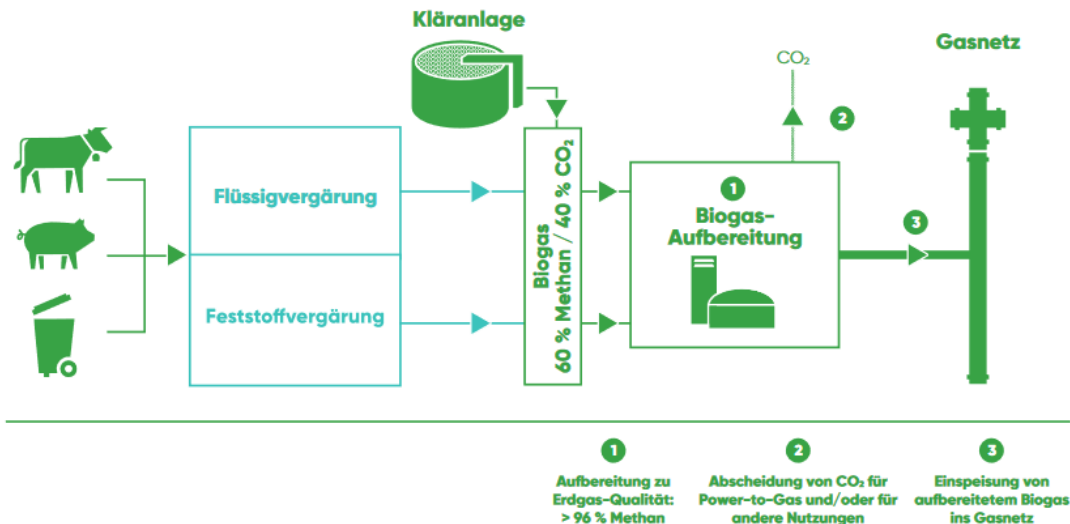 Kläranlage
Gasnetz
CO₂
2
Flüssigvergärung
Feststoffvergärung
Biogas
60 % Methan / 40 % CO₂
1
Biogas-
Aufbereitung
3
1
Aufbereitung zu
Erdgas-Qualität:
> 96 % Methan
2
Abscheidung von CO₂ für
Power-to-Gas und/oder für
andere Nutzungen
3
Einspeisung von
aufbereitetem Biogas
ins Gasnetz